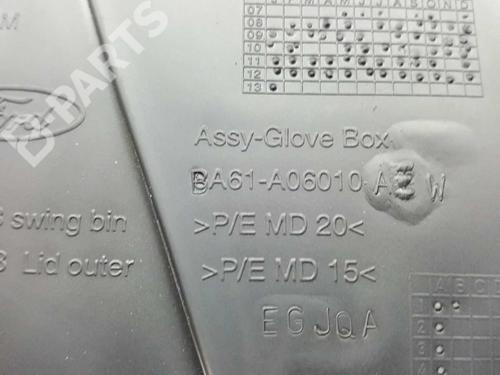 J F M A M J J A S O N D
07
08
09
10
11
12
13
M
B-PARTS
Ford
Assy-Glove Box
BA61-A06010-A W
swing bin
>P/E MD 20<
Lid outer
>P/E MD 15<
EGJQA
A B C D
1
2
3
4